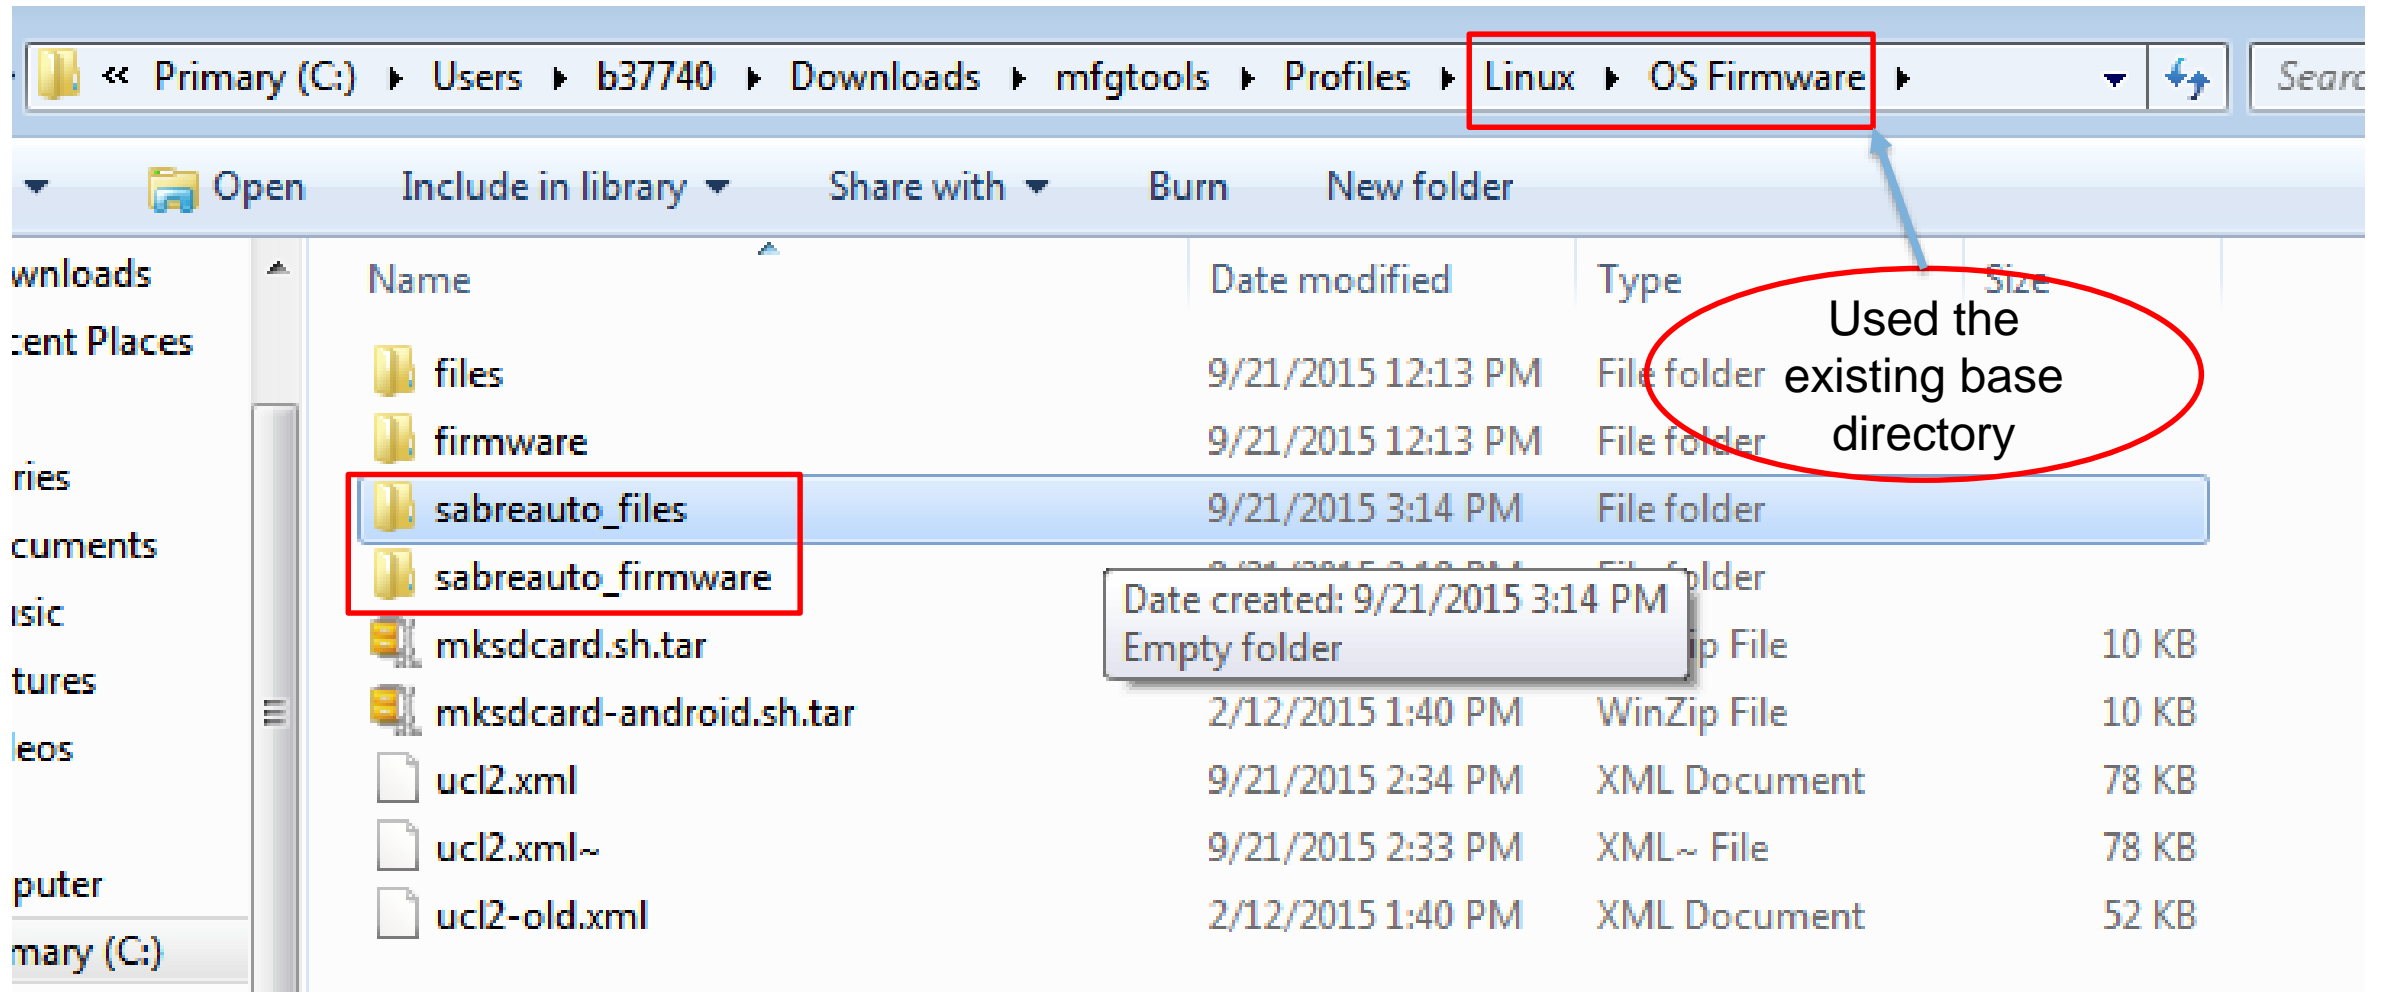 « Primary (C:) ▸ Users ▸ b37740 ▸ Downloads ▸ mfgtools ▸ Profiles ▸ Linux ▸ OS Firmware ▸
Open Include in library Share with Burn New folder
Name Date modified Type Size
files 9/21/2015 12:13 PM File folder
firmware 9/21/2015 12:13 PM File folder
sabreauto_files 9/21/2015 3:14 PM File folder
sabreauto_firmware
mksdcard.sh.tar File 10 KB
mksdcard-android.sh.tar 2/12/2015 1:40 PM WinZip File 10 KB
ucl2.xml 9/21/2015 2:34 PM XML Document 78 KB
ucl2.xml~ 9/21/2015 2:33 PM XML~ File 78 KB
ucl2-old.xml 2/12/2015 1:40 PM XML Document 52 KB
Date created: 9/21/2015 3:14 PM
Empty folder
Used the
existing base
directory
wnloads
cent Places
ries
cuments
usic
tures
leos
puter
mary (C:)